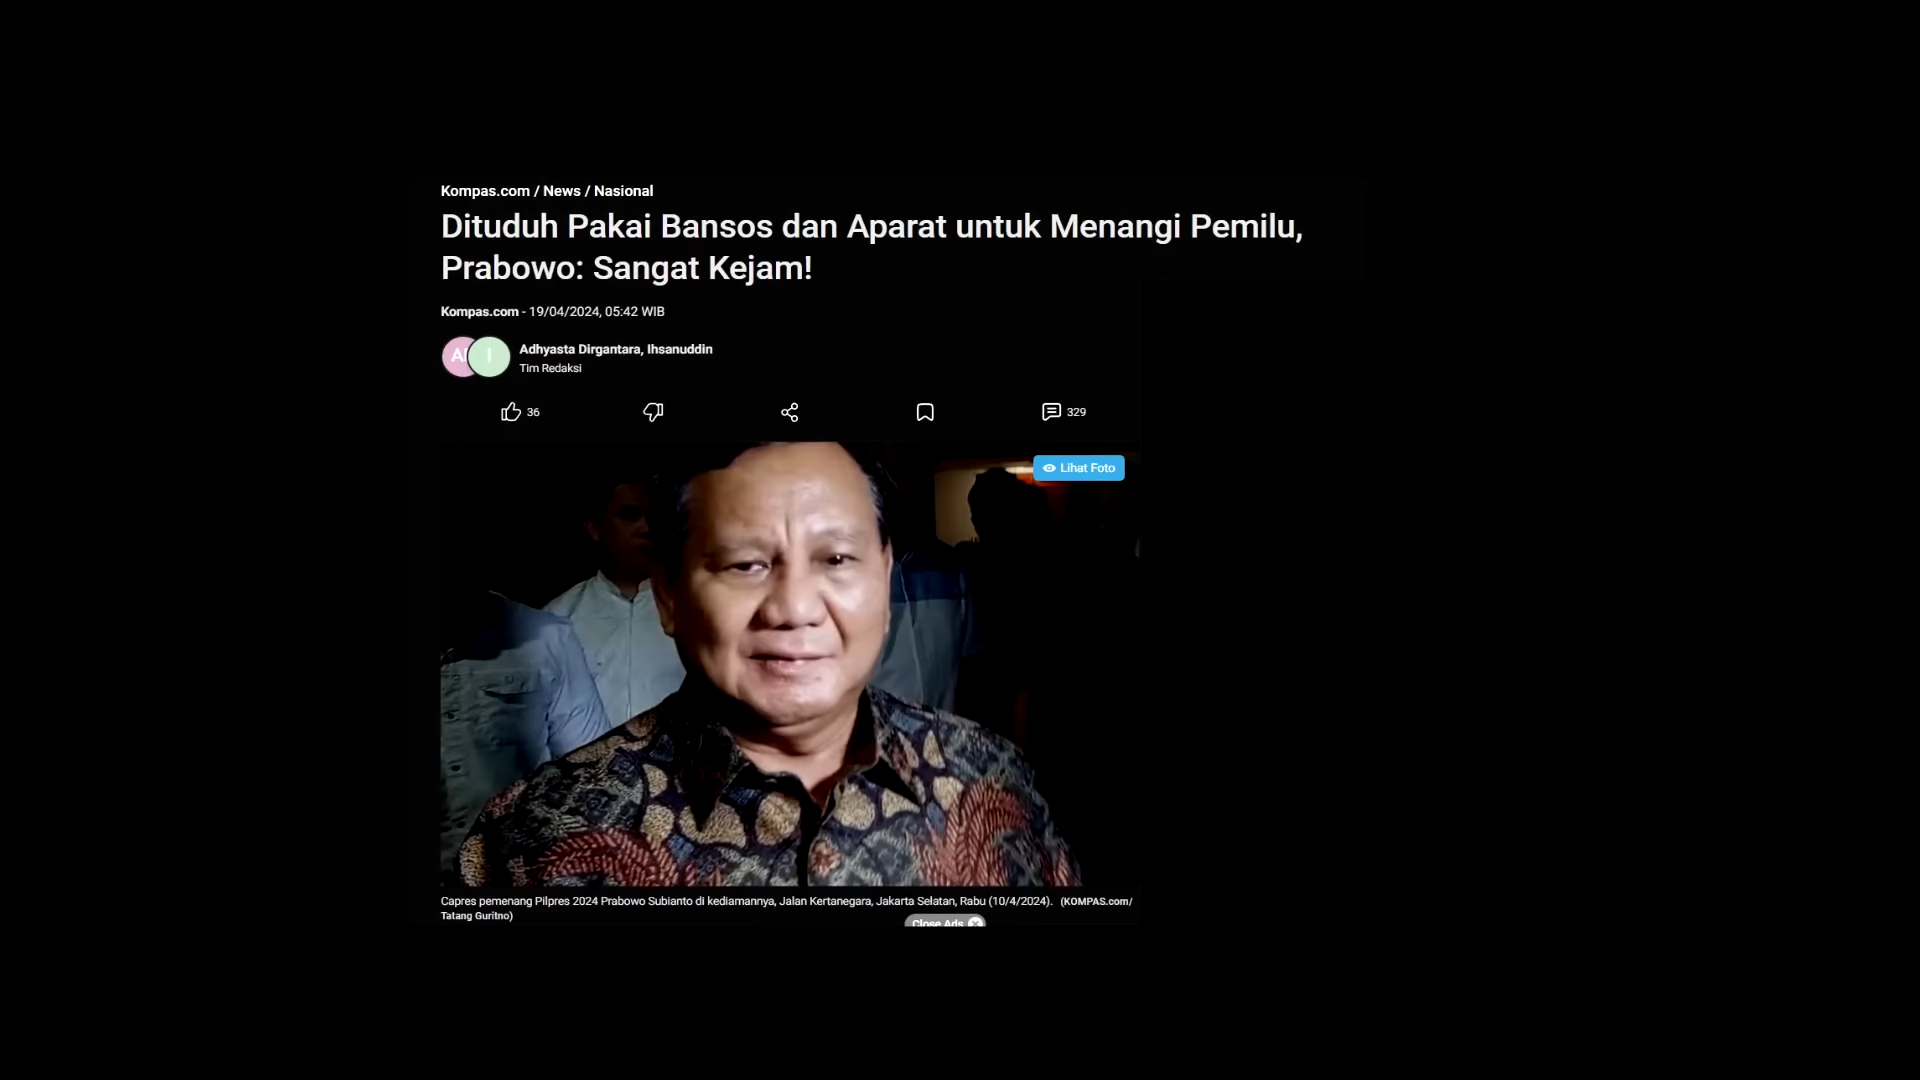 Kompas.com / News / Nasional
Dituduh Pakai Bansos dan Aparat untuk Menangi Pemilu,
Prabowo: Sangat Kejam!
Kompas.com - 19/04/2024, 05:42 WIB
Adhyasta Dirgantara, Ihsanuddin
Tim Redaksi
36
329
Lihat Foto
Capres pemenang Pilpres 2024 Prabowo Subianto di kediamannya, Jalan Kertanegara, Jakarta Selatan, Rabu (10/4/2024). (KOMPAS.com/
Tatang Guritno)
Close Ads